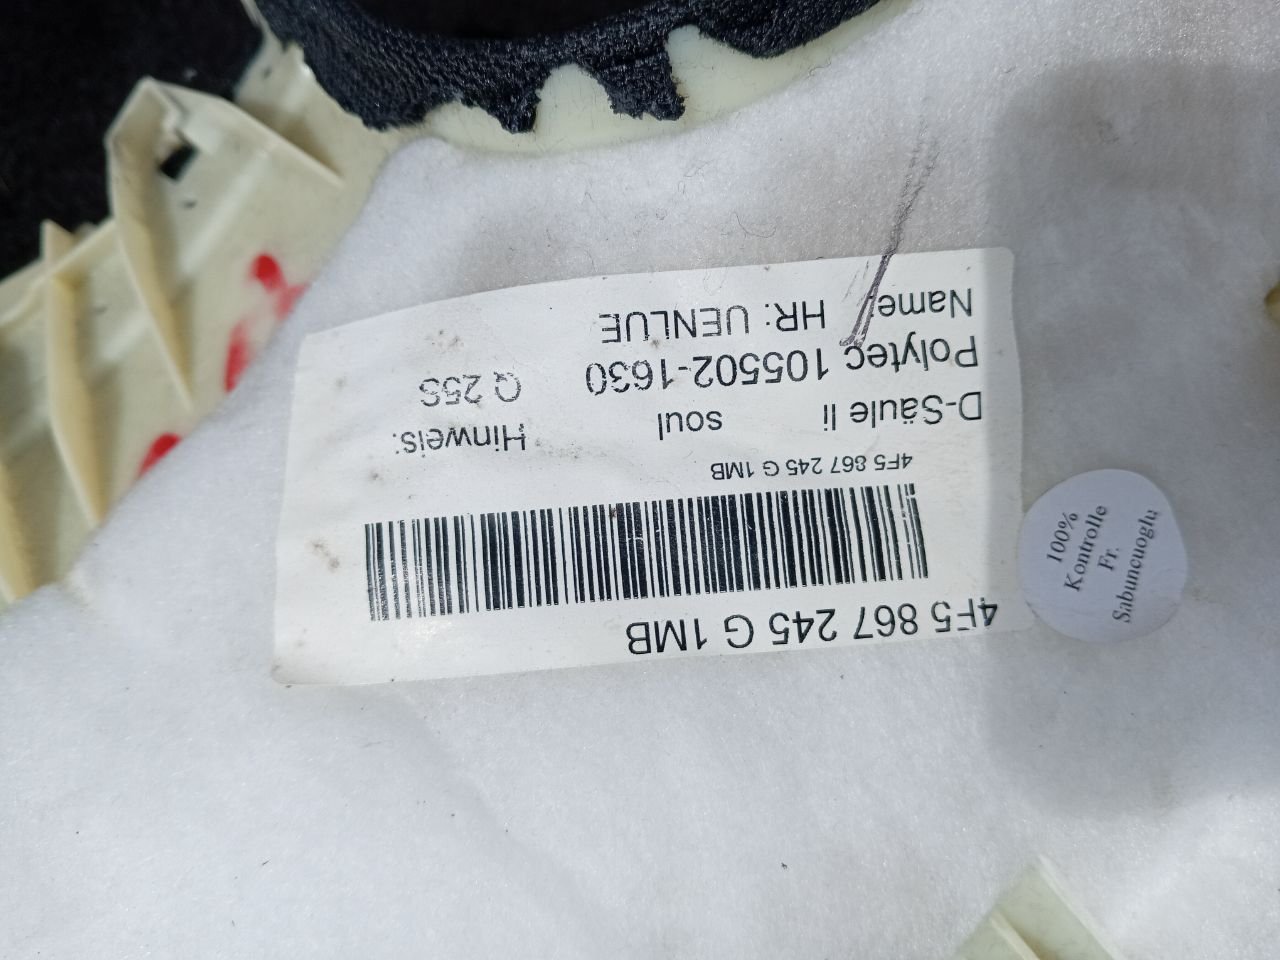 4F5 867 245 G 1MB
4F5 867 245 G 1MB
D-Säule li soul Hinweis:
Polytec 105502-1630 Q 25S
Name: HR: UENLUE
100%
Kontrolle
Fr.
Sabuncuoglu